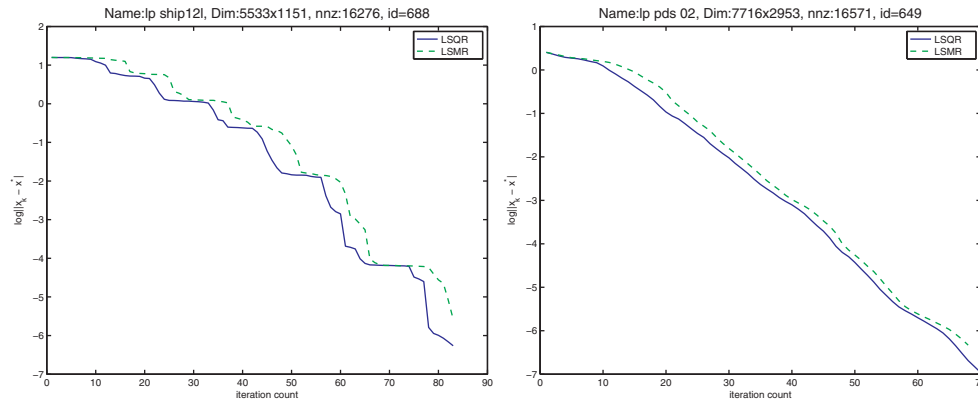 Name:lp ship12l, Dim:5533x1151, nnz:16276, id=688
LSQR
LSMR
2
1
0
−1
−2
−3
−4
−5
−6
−7
log||x_k − x*||
0 10 20 30 40 50 60 70 80 90
iteration count
Name:lp pds 02, Dim:7716x2953, nnz:16571, id=649
LSQR
LSMR
1
0
−1
−2
−3
−4
−5
−6
−7
log||x_k − x*||
0 10 20 30 40 50 60 70
iteration count